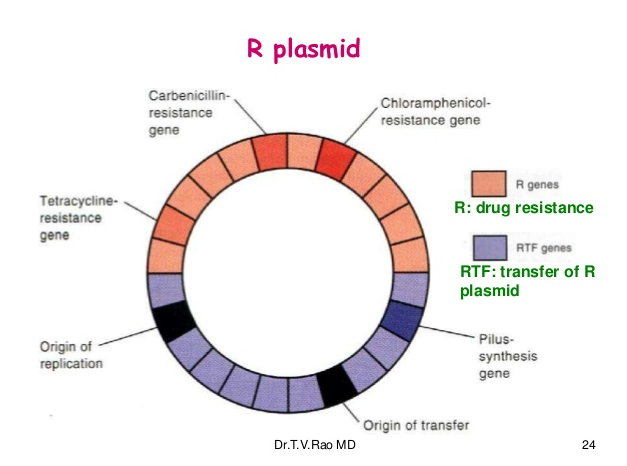 R plasmid
Carbenicillin-
resistance
gene
Chloramphenicol-
resistance gene
Tetracycline-
resistance
gene
R genes
R: drug resistance
RTF genes
RTF: transfer of R
plasmid
Origin of
replication
Pilus-
synthesis
gene
Origin of transfer
Dr.T.V.Rao MD
24